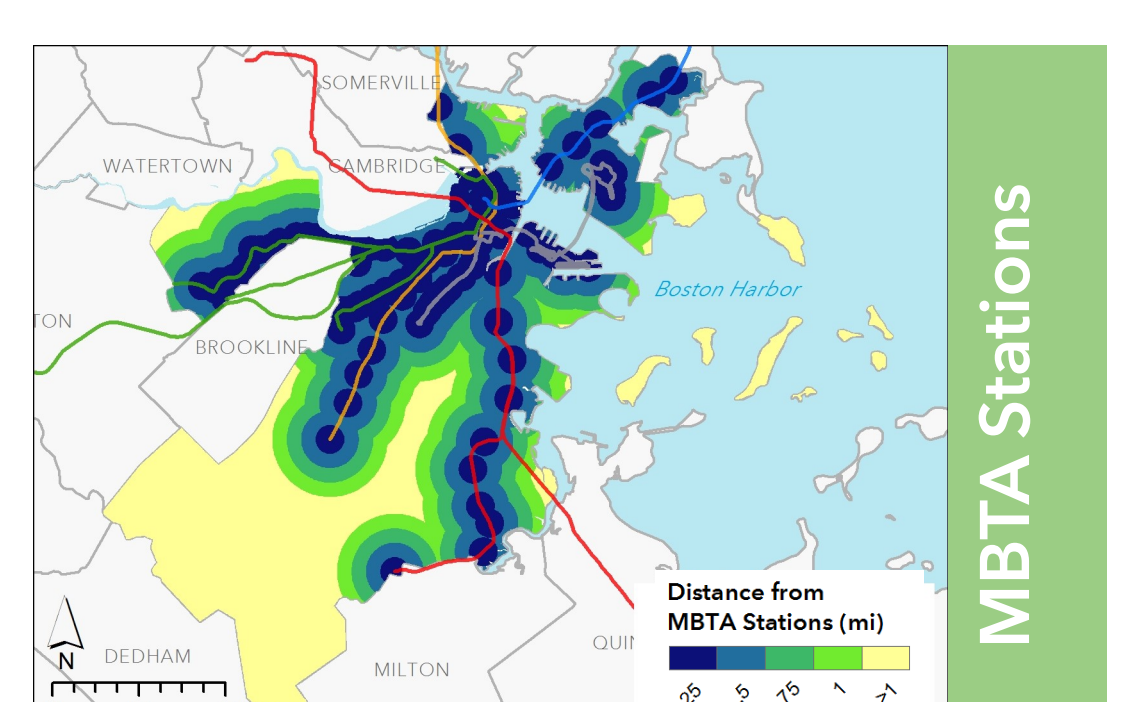 SOMERVILLE
WATERTOWN
CAMBRIDGE
Boston Harbor
TON
BROOKLINE
MBTA Stations
Distance from
MBTA Stations (mi)
25
.5
75
1
>1
QUIN
N
DEDHAM
MILTON